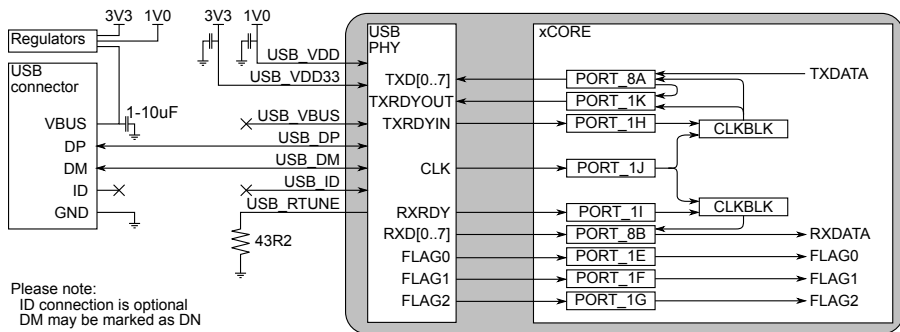 3V3 1V0
Regulators
USB
connector
1-10uF
VBUS
DP
DM
ID
GND
Please note:
ID connection is optional
DM may be marked as DN
3V3 1V0
USB_VDD
USB_VDD33
USB_VBUS
USB_DP
USB_DM
USB_ID
USB_RTUNE
43R2
USB
PHY
TXD[0..7]
TXRDYOUT
TXRDYIN
CLK
RXRDY
RXD[0..7]
FLAG0
FLAG1
FLAG2
xCORE
PORT_8A
PORT_1K
PORT_1H
PORT_1J
PORT_1I
PORT_8B
PORT_1E
PORT_1F
PORT_1G
CLKBLK
CLKBLK
TXDATA
RXDATA
FLAG0
FLAG1
FLAG2